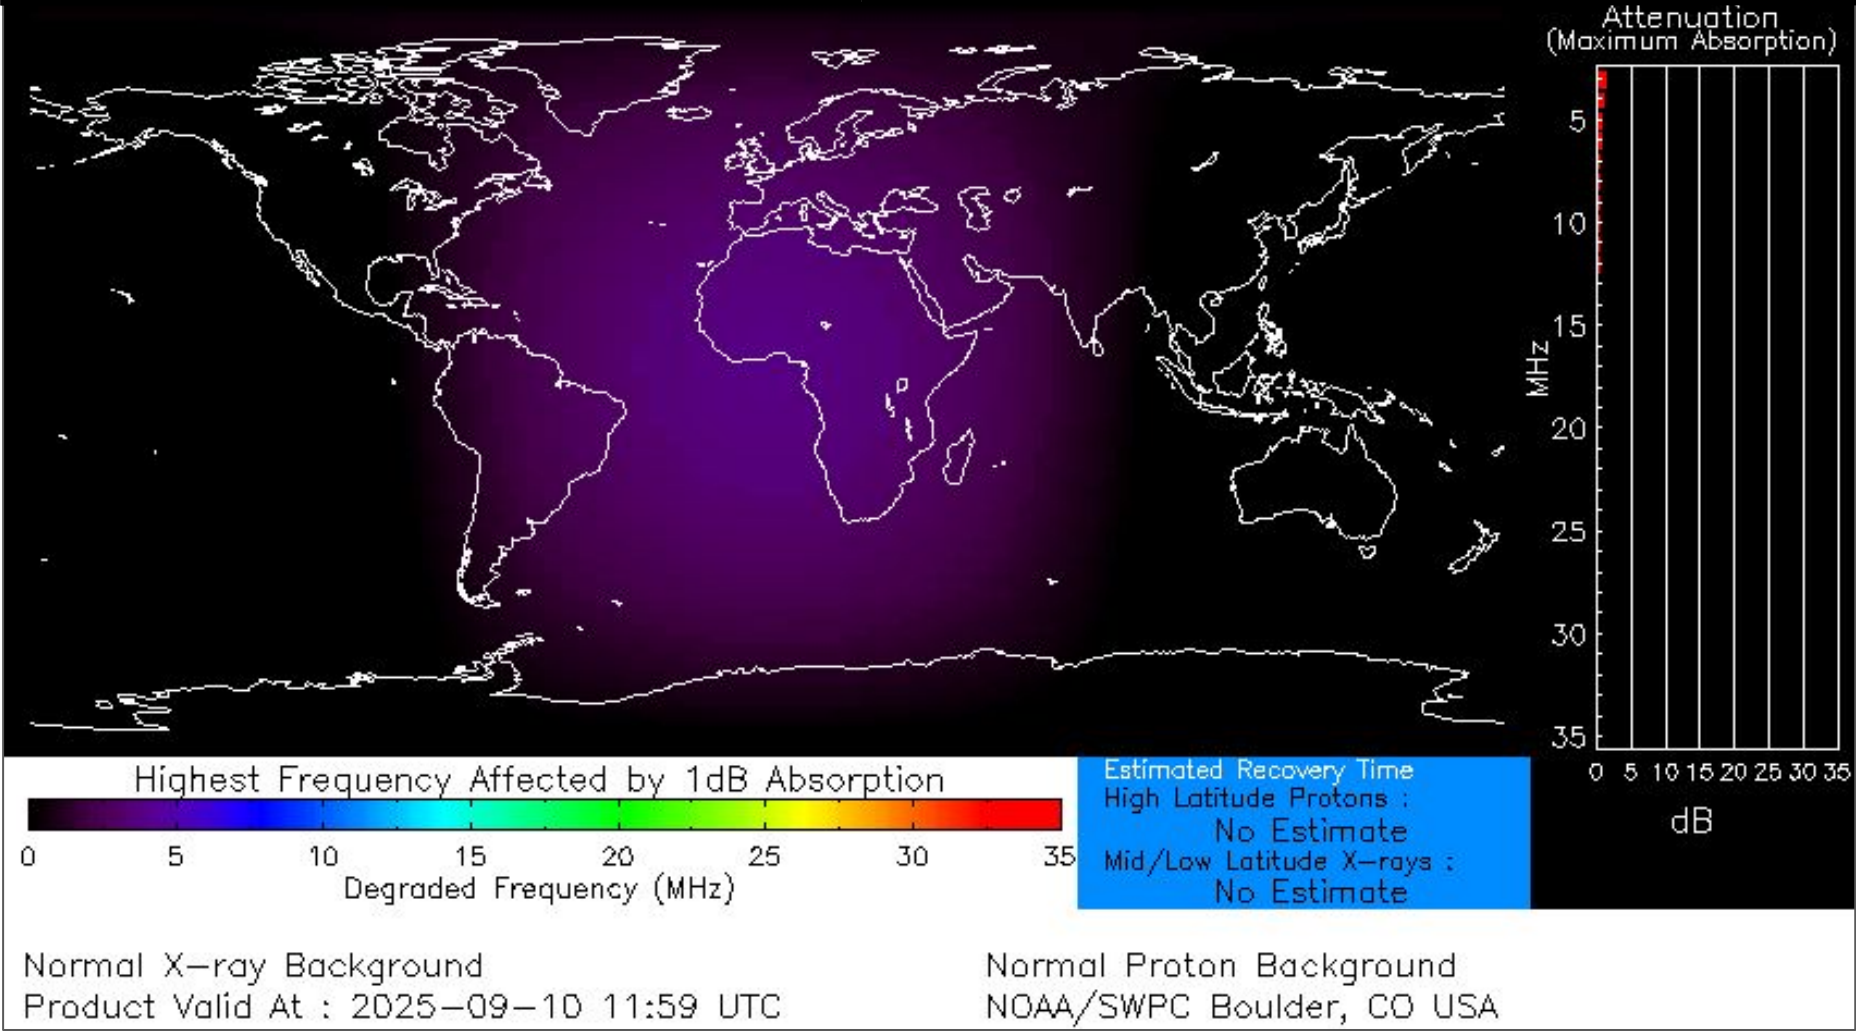 Attenuation
(Maximum Absorption)
5
10
15
20
25
30
35
MHz
0 5 10 15 20 25 30 35
dB
Highest Frequency Affected by 1dB Absorption
0 5 10 15 20 25 30 35
Degraded Frequency (MHz)
Estimated Recovery Time
High Latitude Protons :
No Estimate
Mid/Low Latitude X-rays :
No Estimate
Normal X-ray Background
Product Valid At : 2025-09-10 11:59 UTC
Normal Proton Background
NOAA/SWPC Boulder, CO USA